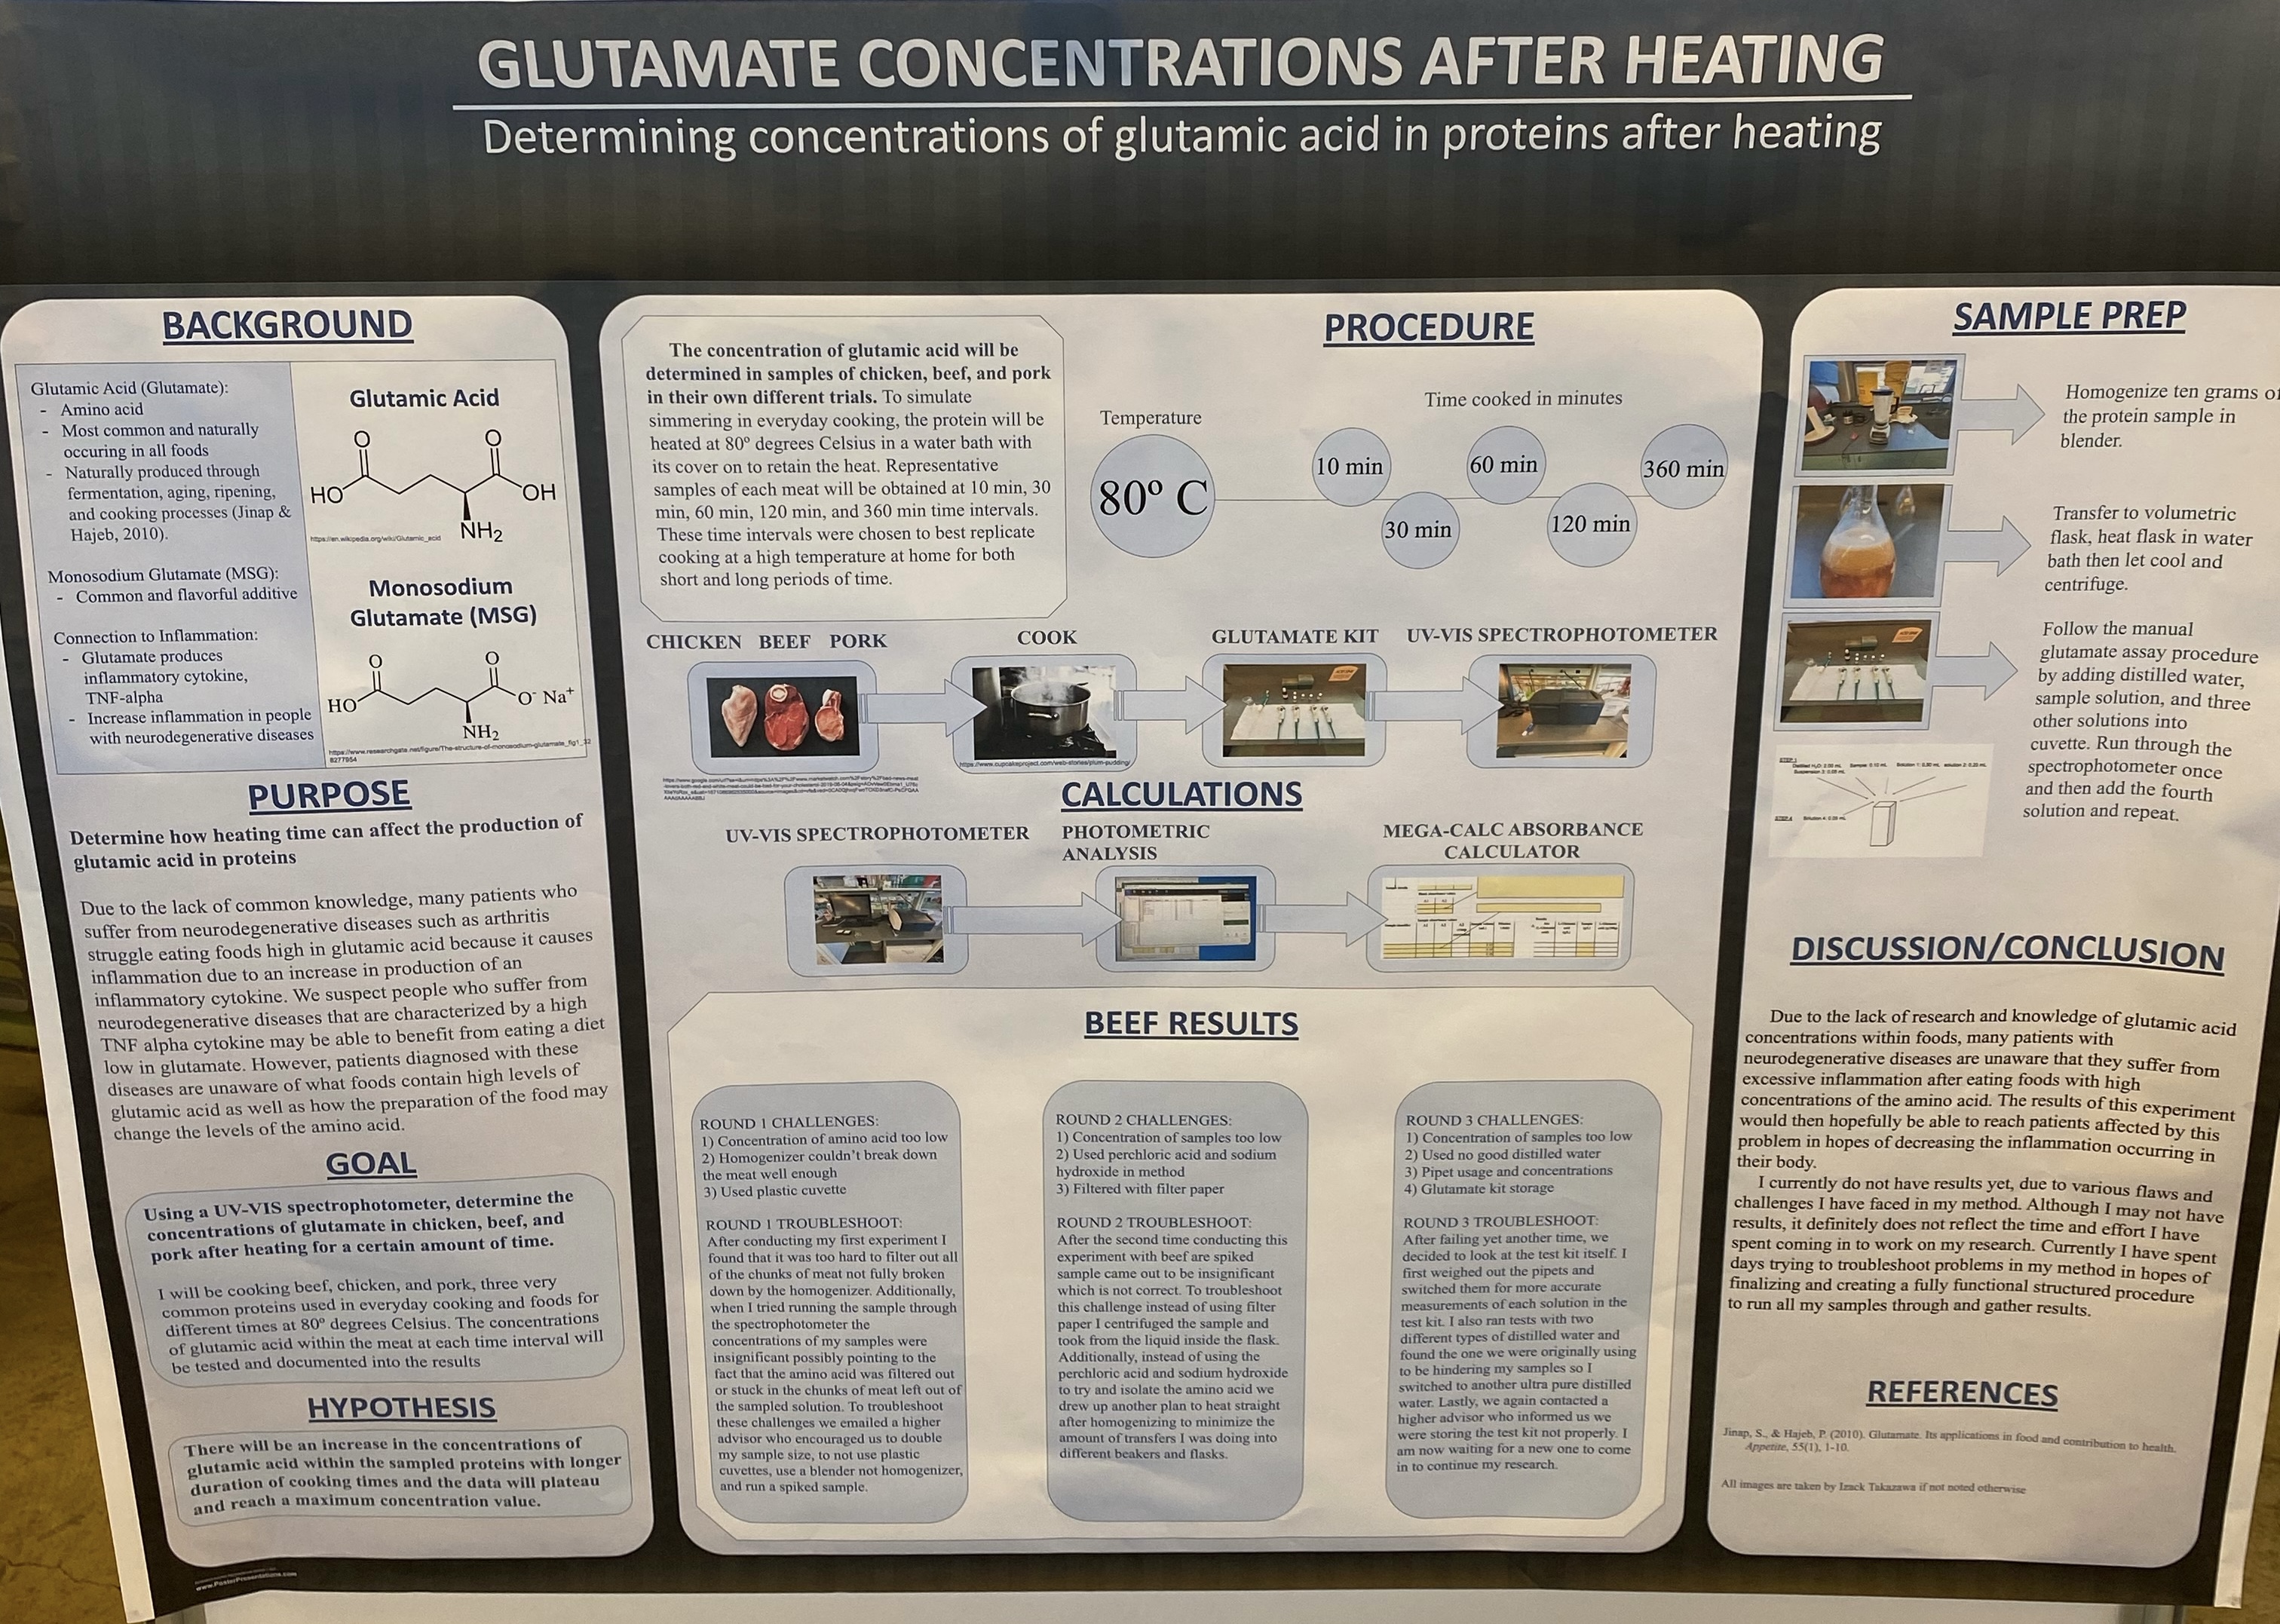 GLUTAMATE CONCENTRATIONS AFTER HEATING
Determining concentrations of glutamic acid in proteins after heating
BACKGROUND
Glutamic Acid (Glutamate):
- Amino acid
- Most common and naturally
occuring in all foods
- Naturally produced through
fermentation, aging, ripening,
and cooking processes (Jinap &
Hajeb, 2010).
Monosodium Glutamate (MSG):
- Common and flavorful additive
Connection to Inflammation:
- Glutamate produces
inflammatory cytokine,
TNF-alpha
- Increase inflammation in people
with neurodegenerative diseases
Glutamic Acid
O O
HO OH
NH2
https://en.wikipedia.org/wiki/Glutamic_acid
Monosodium
Glutamate (MSG)
O O
HO O⁻ Na⁺
NH2
https://www.researchgate.net/figure/The-structure-of-monosodium-glutamate_fig1_32
8277954
PURPOSE
Determine how heating time can affect the production of
glutamic acid in proteins
Due to the lack of common knowledge, many patients who
suffer from neurodegenerative diseases such as arthritis
struggle eating foods high in glutamic acid because it causes
inflammation due to an increase in production of an
inflammatory cytokine. We suspect people who suffer from
neurodegenerative diseases that are characterized by a high
TNF alpha cytokine may be able to benefit from eating a diet
low in glutamate. However, patients diagnosed with these
diseases are unaware of what foods contain high levels of
glutamic acid as well as how the preparation of the food may
change the levels of the amino acid.
GOAL
Using a UV-VIS spectrophotometer, determine the
concentrations of glutamate in chicken, beef, and
pork after heating for a certain amount of time.
I will be cooking beef, chicken, and pork, three very
common proteins used in everyday cooking and foods for
different times at 80º degrees Celsius. The concentrations
of glutamic acid within the meat at each time interval will
be tested and documented into the results
HYPOTHESIS
There will be an increase in the concentrations of
glutamic acid within the sampled proteins with longer
duration of cooking times and the data will plateau
and reach a maximum concentration value.
www.PosterPresentations.com
The concentration of glutamic acid will be
determined in samples of chicken, beef, and pork
in their own different trials. To simulate
simmering in everyday cooking, the protein will be
heated at 80º degrees Celsius in a water bath with
its cover on to retain the heat. Representative
samples of each meat will be obtained at 10 min, 30
min, 60 min, 120 min, and 360 min time intervals.
These time intervals were chosen to best replicate
cooking at a high temperature at home for both
short and long periods of time.
PROCEDURE
Temperature
80º C
Time cooked in minutes
10 min
30 min
60 min
120 min
360 min
CHICKEN BEEF PORK
COOK
GLUTAMATE KIT
UV-VIS SPECTROPHOTOMETER
https://www.cupcakeproject.com/web-stories/plum-pudding/
CALCULATIONS
UV-VIS SPECTROPHOTOMETER
PHOTOMETRIC
ANALYSIS
MEGA-CALC ABSORBANCE
CALCULATOR
BEEF RESULTS
ROUND 1 CHALLENGES:
1) Concentration of amino acid too low
2) Homogenizer couldn't break down
the meat well enough
3) Used plastic cuvette
ROUND 1 TROUBLESHOOT:
After conducting my first experiment I
found that it was too hard to filter out all
of the chunks of meat not fully broken
down by the homogenizer. Additionally,
when I tried running the sample through
the spectrophotometer the
concentrations of my samples were
insignificant possibly pointing to the
fact that the amino acid was filtered out
or stuck in the chunks of meat left out of
the sampled solution. To troubleshoot
these challenges we emailed a higher
advisor who encouraged us to double
my sample size, to not use plastic
cuvettes, use a blender not homogenizer,
and run a spiked sample.
ROUND 2 CHALLENGES:
1) Concentration of samples too low
2) Used perchloric acid and sodium
hydroxide in method
3) Filtered with filter paper
ROUND 2 TROUBLESHOOT:
After the second time conducting this
experiment with beef are spiked
sample came out to be insignificant
which is not correct. To troubleshoot
this challenge instead of using filter
paper I centrifuged the sample and
took from the liquid inside the flask.
Additionally, instead of using the
perchloric acid and sodium hydroxide
to try and isolate the amino acid we
drew up another plan to heat straight
after homogenizing to minimize the
amount of transfers I was doing into
different beakers and flasks.
ROUND 3 CHALLENGES:
1) Concentration of samples too low
2) Used no good distilled water
3) Pipet usage and concentrations
4) Glutamate kit storage
ROUND 3 TROUBLESHOOT:
After failing yet another time, we
decided to look at the test kit itself. I
first weighed out the pipets and
switched them for more accurate
measurements of each solution in the
test kit. I also ran tests with two
different types of distilled water and
found the one we were originally using
to be hindering my samples so I
switched to another ultra pure distilled
water. Lastly, we again contacted a
higher advisor who informed us we
were storing the test kit not properly. I
am now waiting for a new one to come
in to continue my research.
SAMPLE PREP
Homogenize ten grams of
the protein sample in
blender.
Transfer to volumetric
flask, heat flask in water
bath then let cool and
centrifuge.
Follow the manual
glutamate assay procedure
by adding distilled water,
sample solution, and three
other solutions into
cuvette. Run through the
spectrophotometer once
and then add the fourth
solution and repeat.
DISCUSSION/CONCLUSION
Due to the lack of research and knowledge of glutamic acid
concentrations within foods, many patients with
neurodegenerative diseases are unaware that they suffer from
excessive inflammation after eating foods with high
concentrations of the amino acid. The results of this experiment
would then hopefully be able to reach patients affected by this
problem in hopes of decreasing the inflammation occurring in
their body.
I currently do not have results yet, due to various flaws and
challenges I have faced in my method. Although I may not have
results, it definitely does not reflect the time and effort I have
spent coming in to work on my research. Currently I have spent
days trying to troubleshoot problems in my method in hopes of
finalizing and creating a fully functional structured procedure
to run all my samples through and gather results.
REFERENCES
Jinap, S., & Hajeb, P. (2010). Glutamate. Its applications in food and contribution to health.
Appetite, 55(1), 1-10.
All images are taken by Izack Takazawa if not noted otherwise